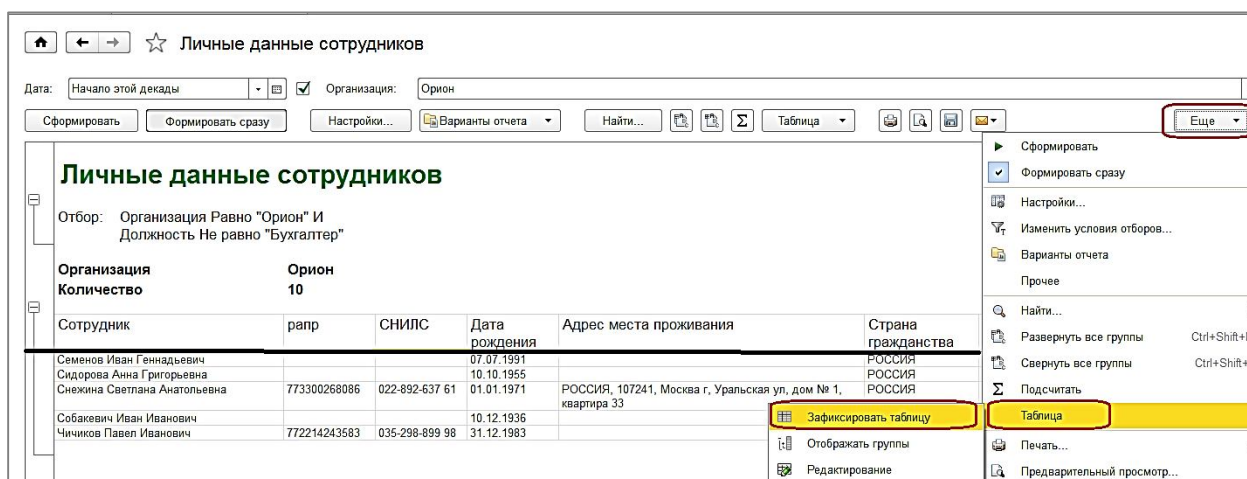 Личные данные сотрудников
Дата: Начало этой декады Организация: Орион
Сформировать Формировать сразу Настройки... Варианты отчета Найти... Σ Таблица Еще
Личные данные сотрудников
Отбор: Организация Равно "Орион" И
Должность Не равно "Бухгалтер"
Организация Орион
Количество 10
Сотрудник рапр СНИЛС Дата рождения Адрес места проживания Страна гражданства
Семенов Иван Геннадьевич 07.07.1991 РОССИЯ
Сидорова Анна Григорьевна 10.10.1955 РОССИЯ
Снежина Светлана Анатольевна 773300268086 022-892-637 61 01.01.1971 РОССИЯ, 107241, Москва г, Уральская ул, дом № 1, РОССИЯ
квартира 33
Собакевич Иван Иванович 10.12.1936
Чичиков Павел Иванович 772214243583 035-298-899 98 31.12.1983
Сформировать
Формировать сразу
Настройки...
Изменить условия отборов...
Варианты отчета
Прочее
Найти...
Развернуть все группы Ctrl+Shift+
Свернуть все группы Ctrl+Shift+
Σ Подсчитать
Таблица
Печать...
Предварительный просмотр...
Зафиксировать таблицу
Отображать группы
Редактирование